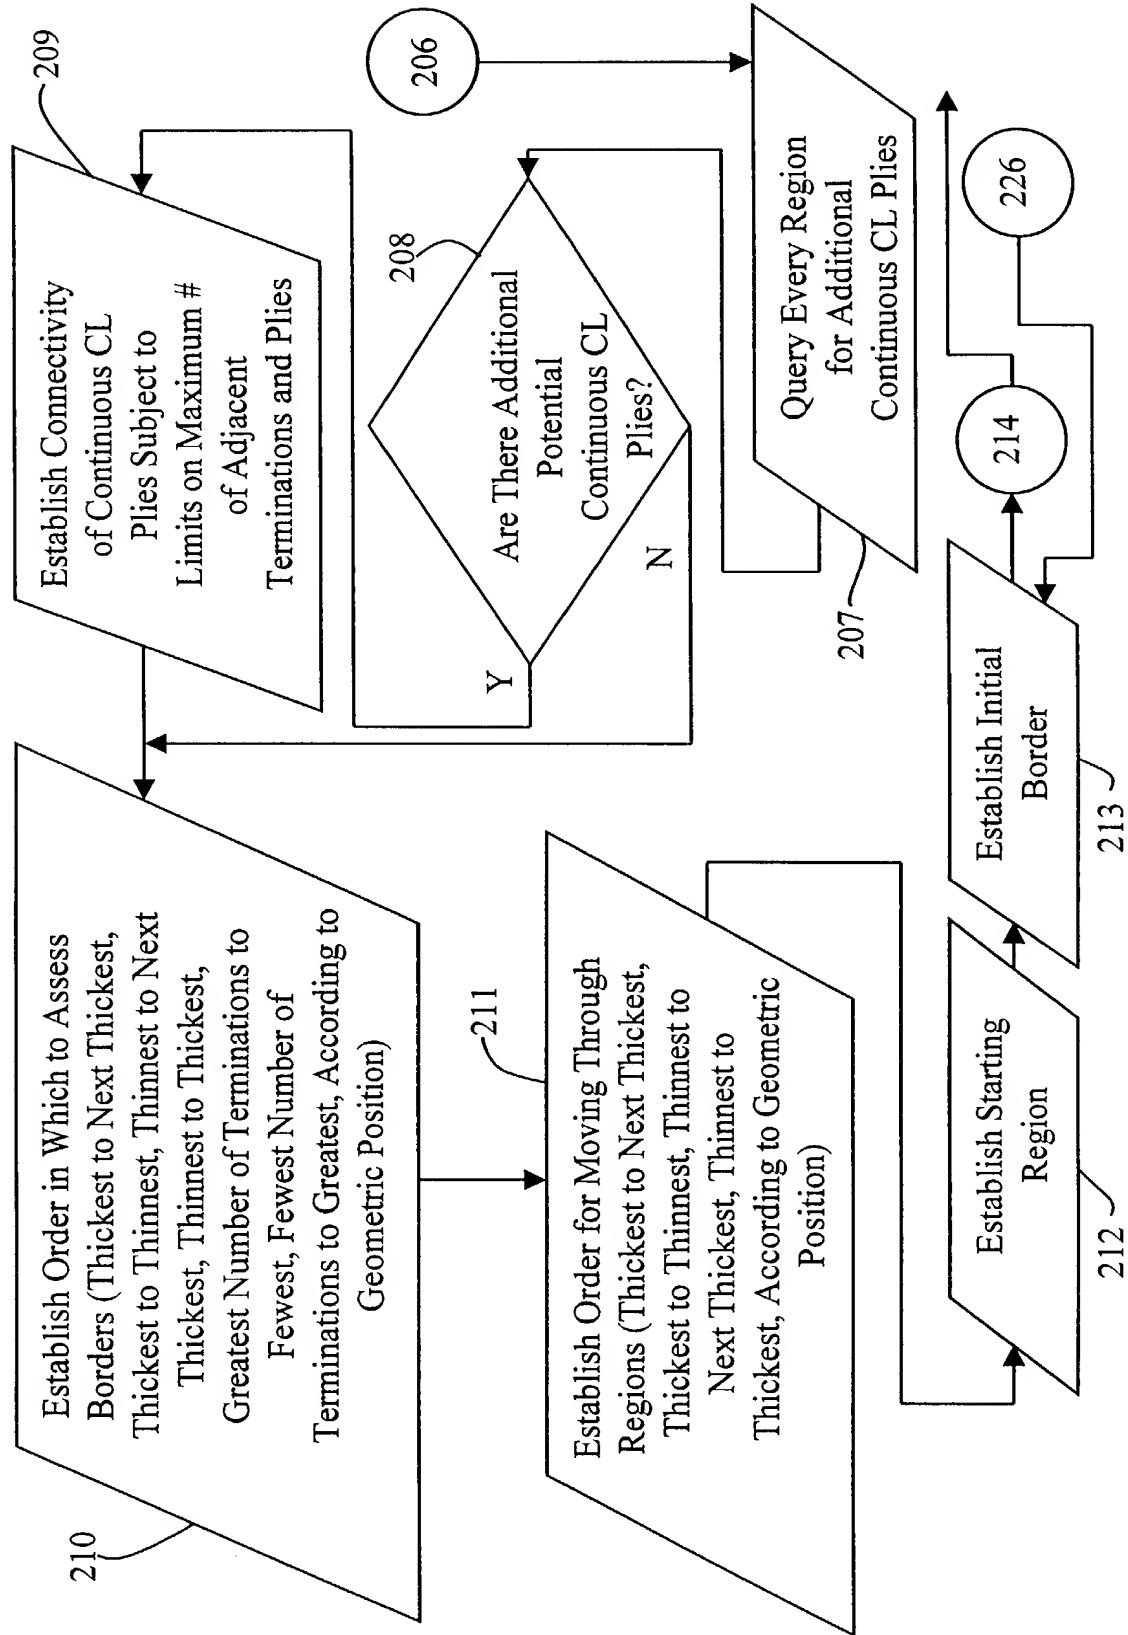 206
Query Every Region
for Additional
Continuous CL Plies
207
208
Are There Additional
Potential
Continuous CL
Plies?
Y
N
209
Establish Connectivity
of Continuous CL
Plies Subject to
Limits on Maximum #
of Adjacent
Terminations and Plies
210
Establish Order in Which to Assess
Borders (Thickest to Next Thickest,
Thickest to Thinnest, Thinnest to Next
Thickest, Thinnest to Thickest,
Greatest Number of Terminations to
Fewest, Fewest Number of
Terminations to Greatest, According to
Geometric Position)
211
Establish Order for Moving Through
Regions (Thickest to Next Thickest,
Thickest to Thinnest, Thinnest to
Next Thickest, Thinnest to
Thickest, According to Geometric
Position)
Establish Starting
Region
212
Establish Initial
Border
213
214
226